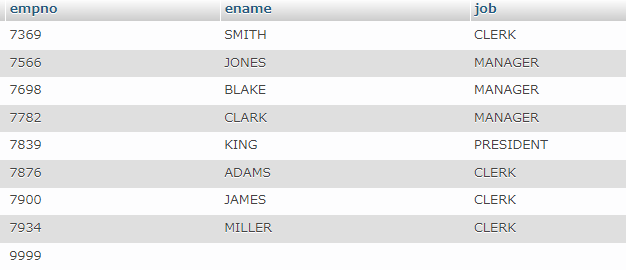 empno ename job
7369 SMITH CLERK
7566 JONES MANAGER
7698 BLAKE MANAGER
7782 CLARK MANAGER
7839 KING PRESIDENT
7876 ADAMS CLERK
7900 JAMES CLERK
7934 MILLER CLERK
9999